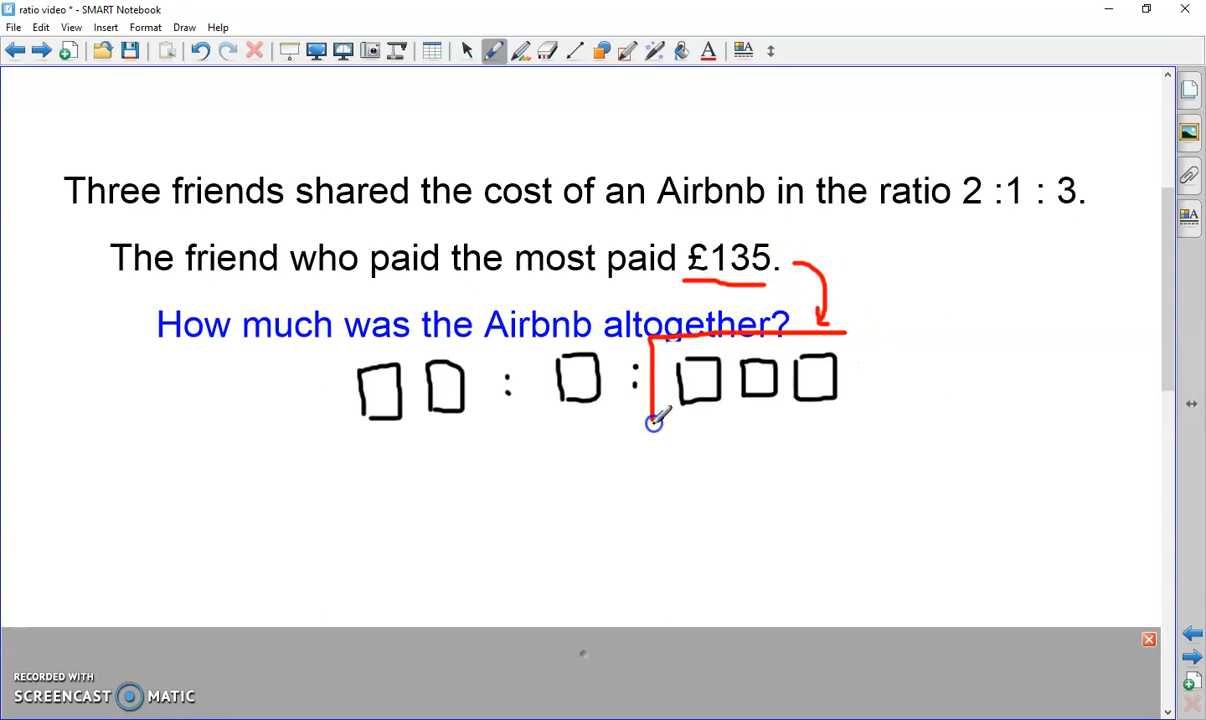 ratio video * - SMART Notebook
File Edit View Insert Format Draw Help
Three friends shared the cost of an Airbnb in the ratio 2 :1 : 3.
The friend who paid the most paid £135.
How much was the Airbnb altogether?
: :
RECORDED WITH
SCREENCAST MATIC